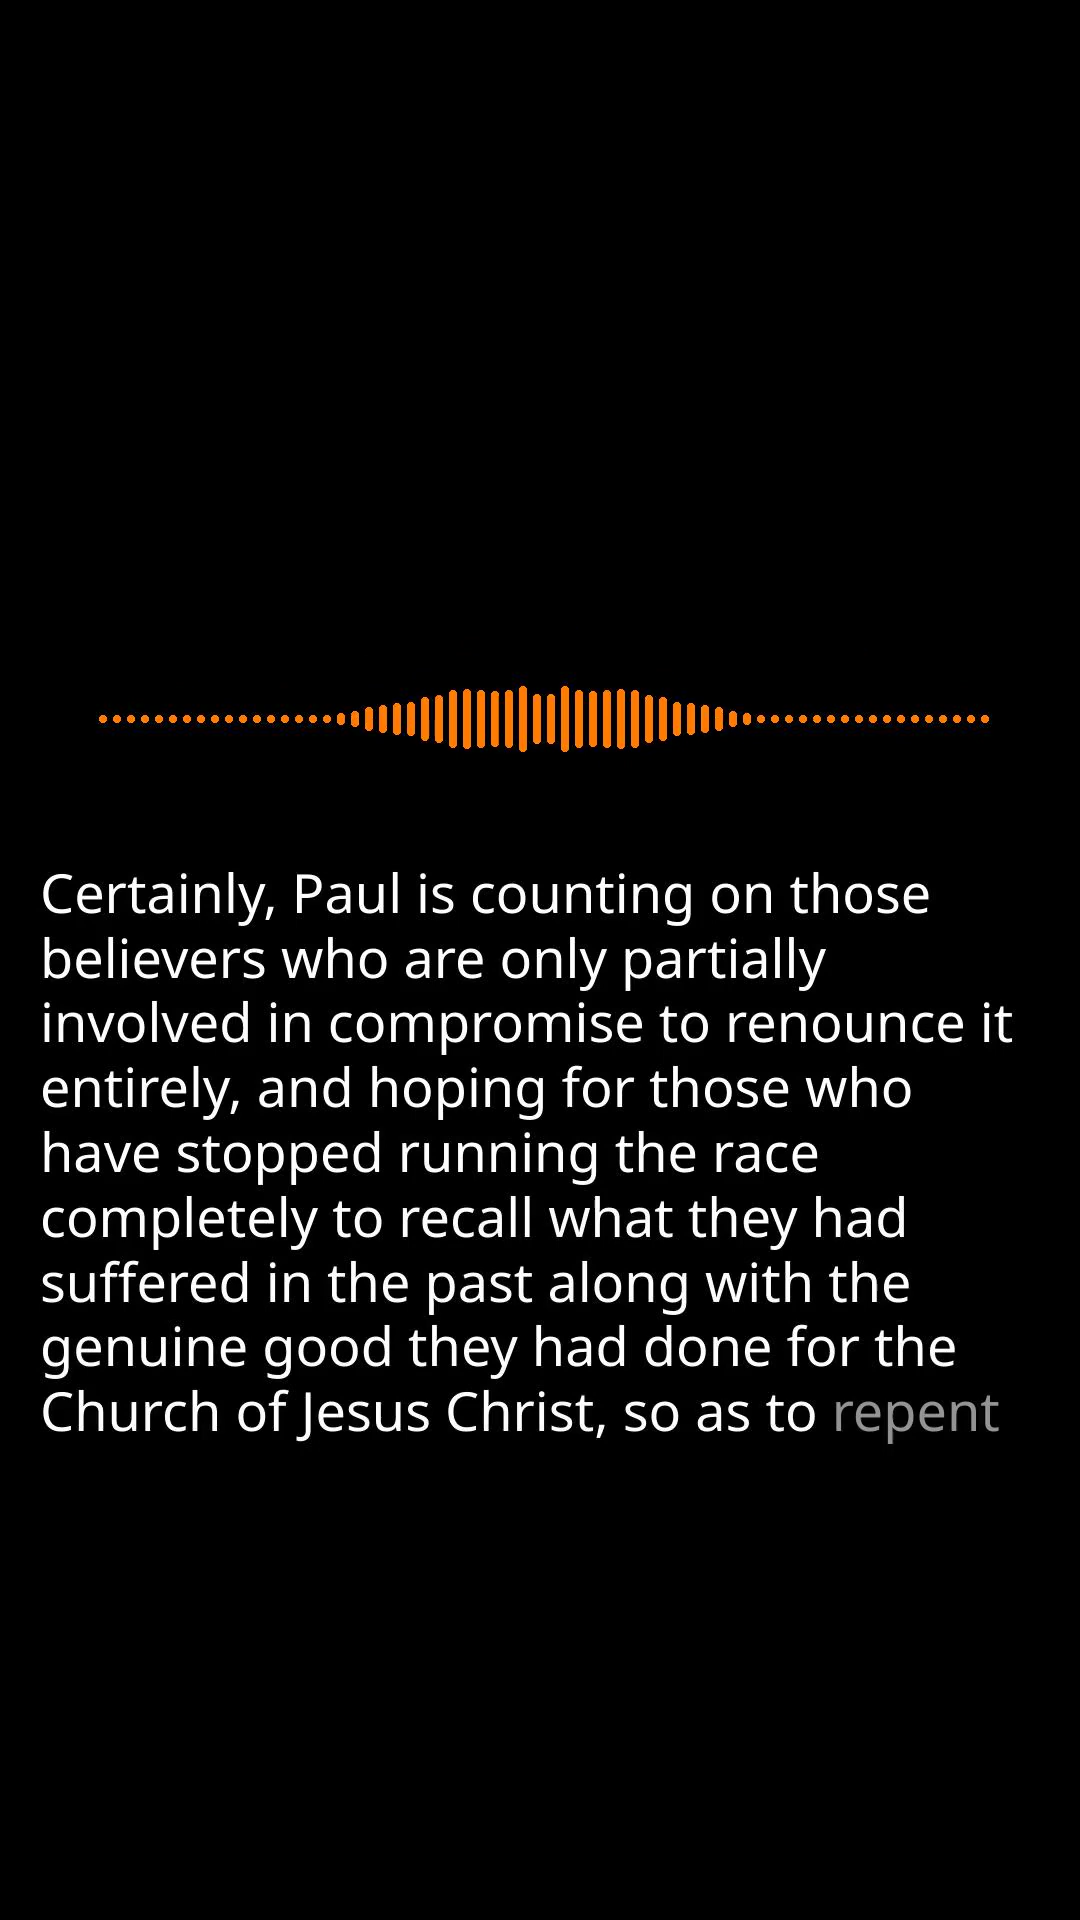 Certainly, Paul is counting on those
believers who are only partially
involved in compromise to renounce it
entirely, and hoping for those who
have stopped running the race
completely to recall what they had
suffered in the past along with the
genuine good they had done for the
Church of Jesus Christ, so as to repent